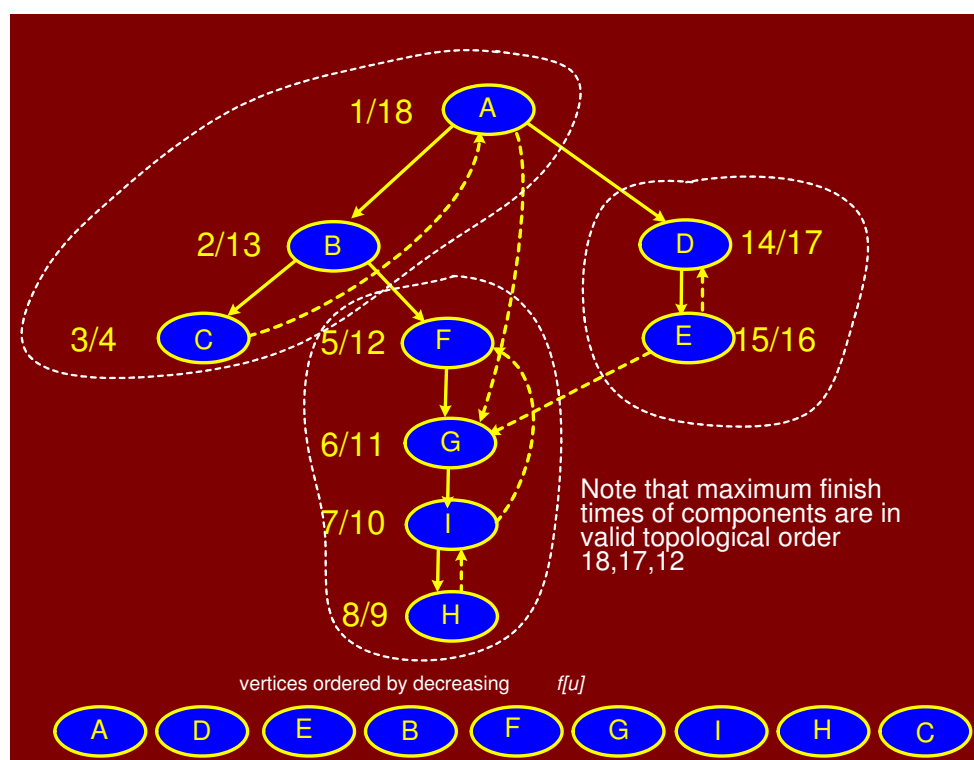 1/18 A
2/13 B D 14/17
3/4 C 5/12 F E 15/16
6/11 G
7/10 I
8/9 H
Note that maximum finish
times of components are in
valid topological order
18,17,12
vertices ordered by decreasing f[u]
A D E B F G I H C